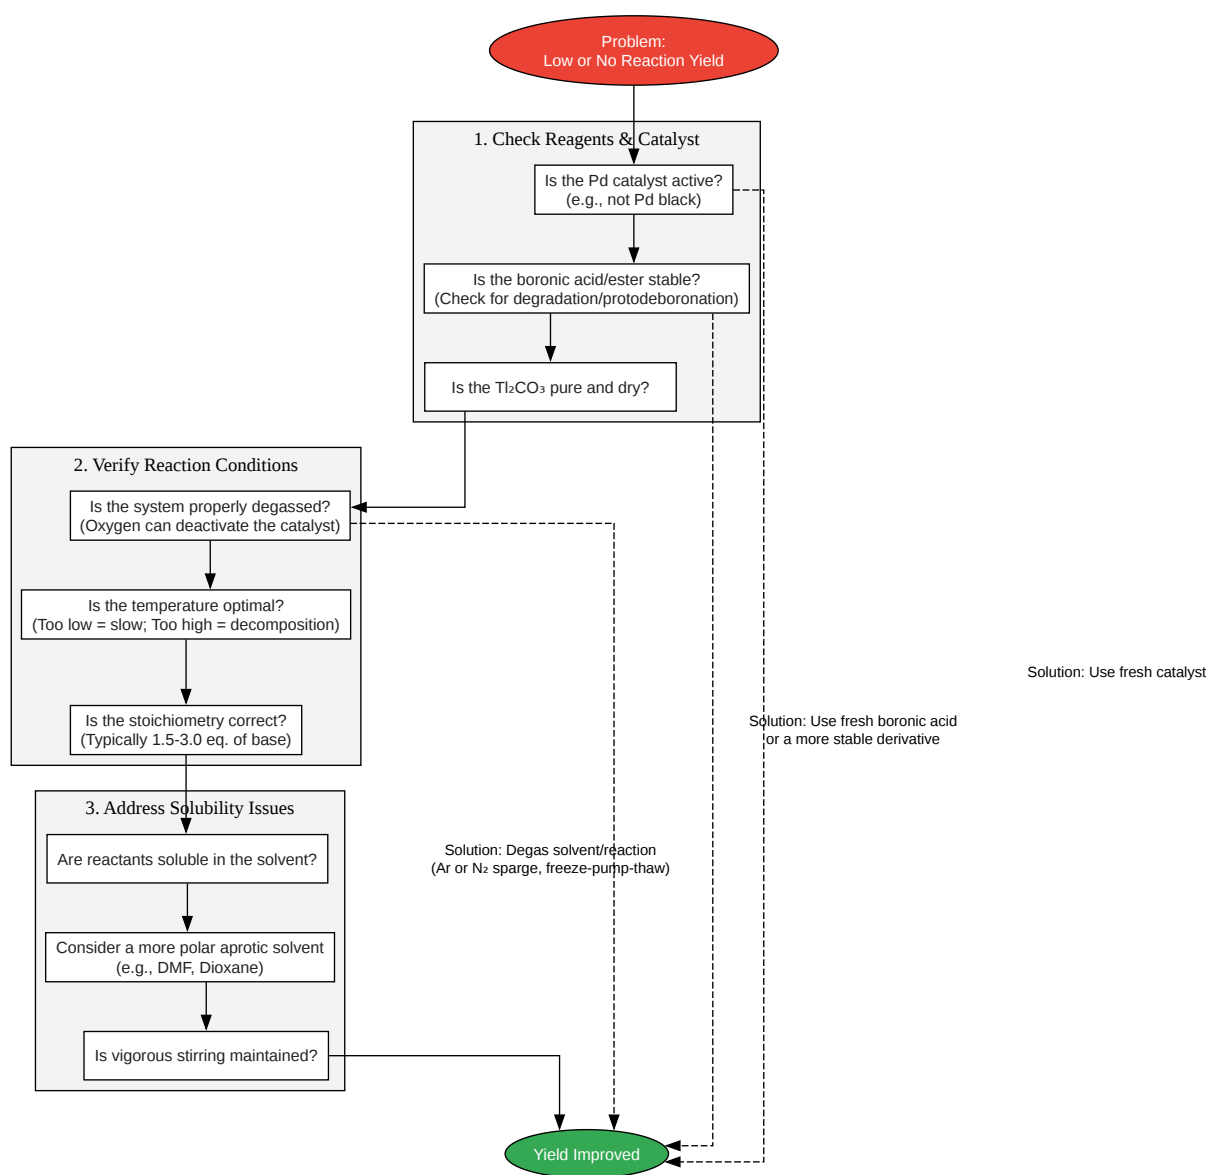 Problem:
Low or No Reaction Yield
1. Check Reagents & Catalyst
Is the Pd catalyst active?
(e.g., not Pd black)
Is the boronic acid/ester stable?
(Check for degradation/protodeboronation)
Is the Tl₂CO₃ pure and dry?
2. Verify Reaction Conditions
Is the system properly degassed?
(Oxygen can deactivate the catalyst)
Is the temperature optimal?
(Too low = slow; Too high = decomposition)
Is the stoichiometry correct?
(Typically 1.5-3.0 eq. of base)
Solution: Use fresh catalyst
Solution: Use fresh boronic acid
or a more stable derivative
3. Address Solubility Issues
Are reactants soluble in the solvent?
Solution: Degas solvent/reaction
(Ar or N₂ sparge, freeze-pump-thaw)
Consider a more polar aprotic solvent
(e.g., DMF, Dioxane)
Is vigorous stirring maintained?
Yield Improved